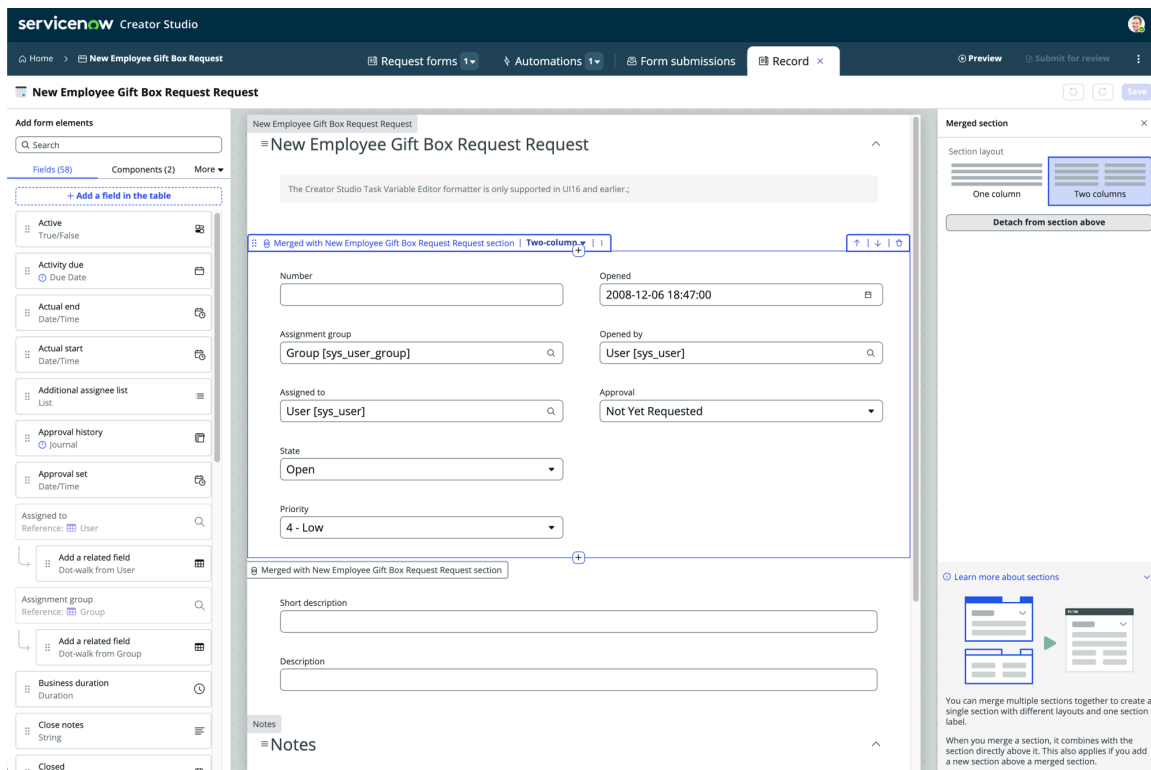 servicenow Creator Studio
Home > New Employee Gift Box Request
Request forms 1
Automations 1
Form submissions
Record ×
Preview
Submit for review
New Employee Gift Box Request Request
Save
Add form elements
Search
Fields (58)
Components (2)
More
+ Add a field in the table
Active
True/False
Activity due
Due Date
Actual end
Date/Time
Actual start
Date/Time
Additional assignee list
List
Approval history
Journal
Approval set
Date/Time
Assigned to
Reference: User
Add a related field
Dot-walk from User
Assignment group
Reference: Group
Add a related field
Dot-walk from Group
Business duration
Duration
Close notes
String
Closed
New Employee Gift Box Request Request
New Employee Gift Box Request Request
The Creator Studio Task Variable Editor formatter is only supported in UI16 and earlier.;
Merged with New Employee Gift Box Request Request section | Two-column
Number
Opened
2008-12-06 18:47:00
Assignment group
Group [sys_user_group]
Opened by
User [sys_user]
Assigned to
User [sys_user]
Approval
Not Yet Requested
State
Open
Priority
4 - Low
Merged with New Employee Gift Box Request Request section
Short description
Description
Notes
Notes
Merged section
Section layout
One column
Two columns
Detach from section above
Learn more about sections
You can merge multiple sections together to create a
single section with different layouts and one section
label.
When you merge a section, it combines with the
section directly above it. This also applies if you add
a new section above a merged section.